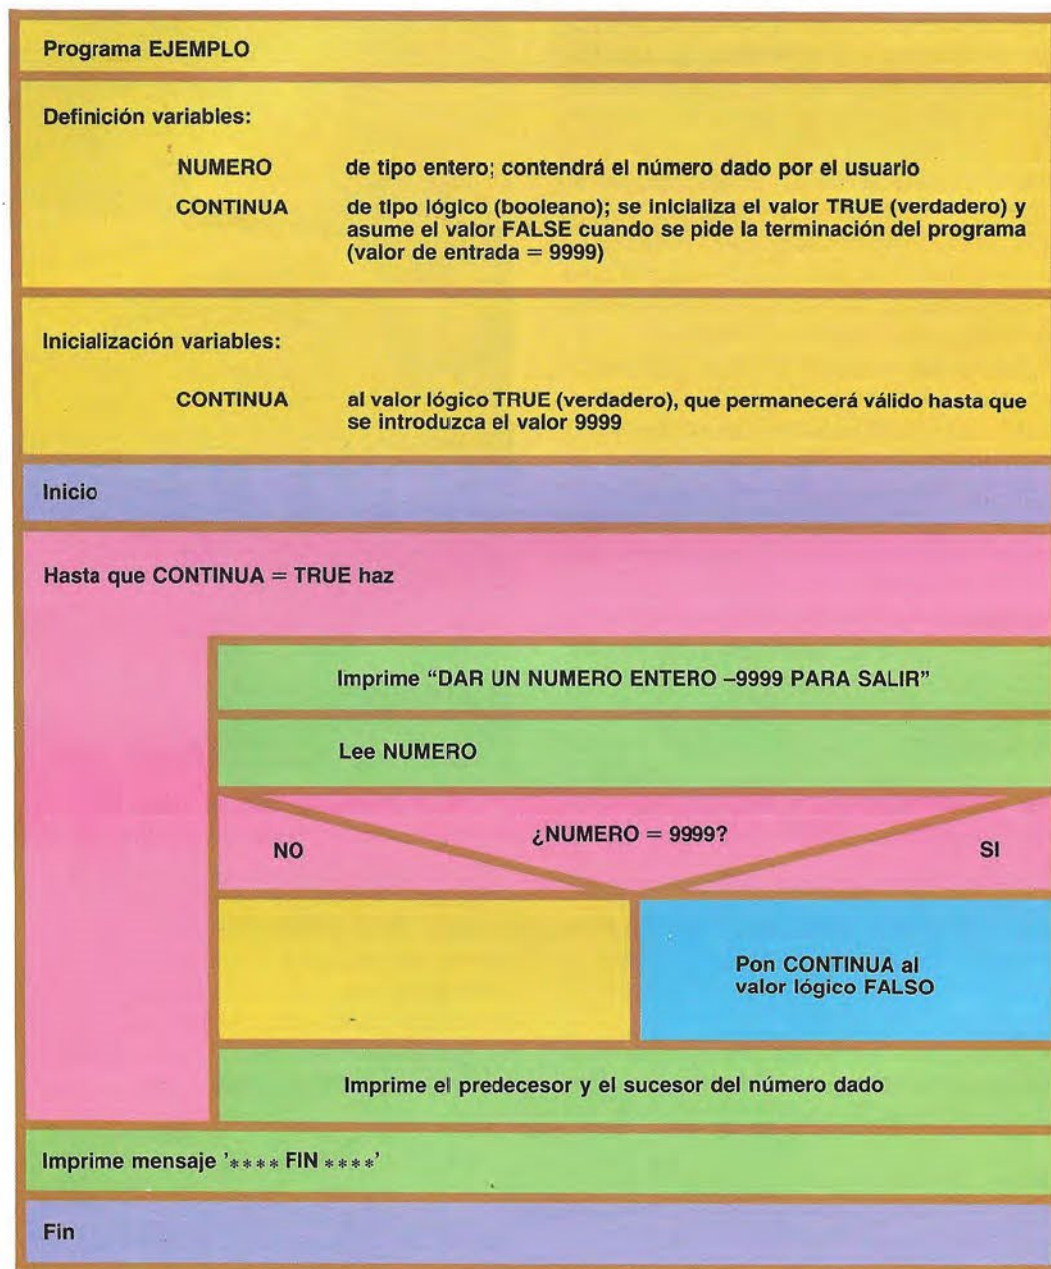 Programa EJEMPLO
Definición variables:
NUMERO de tipo entero; contendrá el número dado por el usuario
CONTINUA de tipo lógico (booleano); se inicializa el valor TRUE (verdadero) y
asume el valor FALSE cuando se pide la terminación del programa
(valor de entrada = 9999)
Inicialización variables:
CONTINUA al valor lógico TRUE (verdadero), que permanecerá válido hasta que
se introduzca el valor 9999
Inicio
Hasta que CONTINUA = TRUE haz
Imprime “DAR UN NUMERO ENTERO –9999 PARA SALIR”
Lee NUMERO
¿NUMERO = 9999?
NO SI
Pon CONTINUA al
valor lógico FALSO
Imprime el predecesor y el sucesor del número dado
Imprime mensaje '**** FIN ****'
Fin